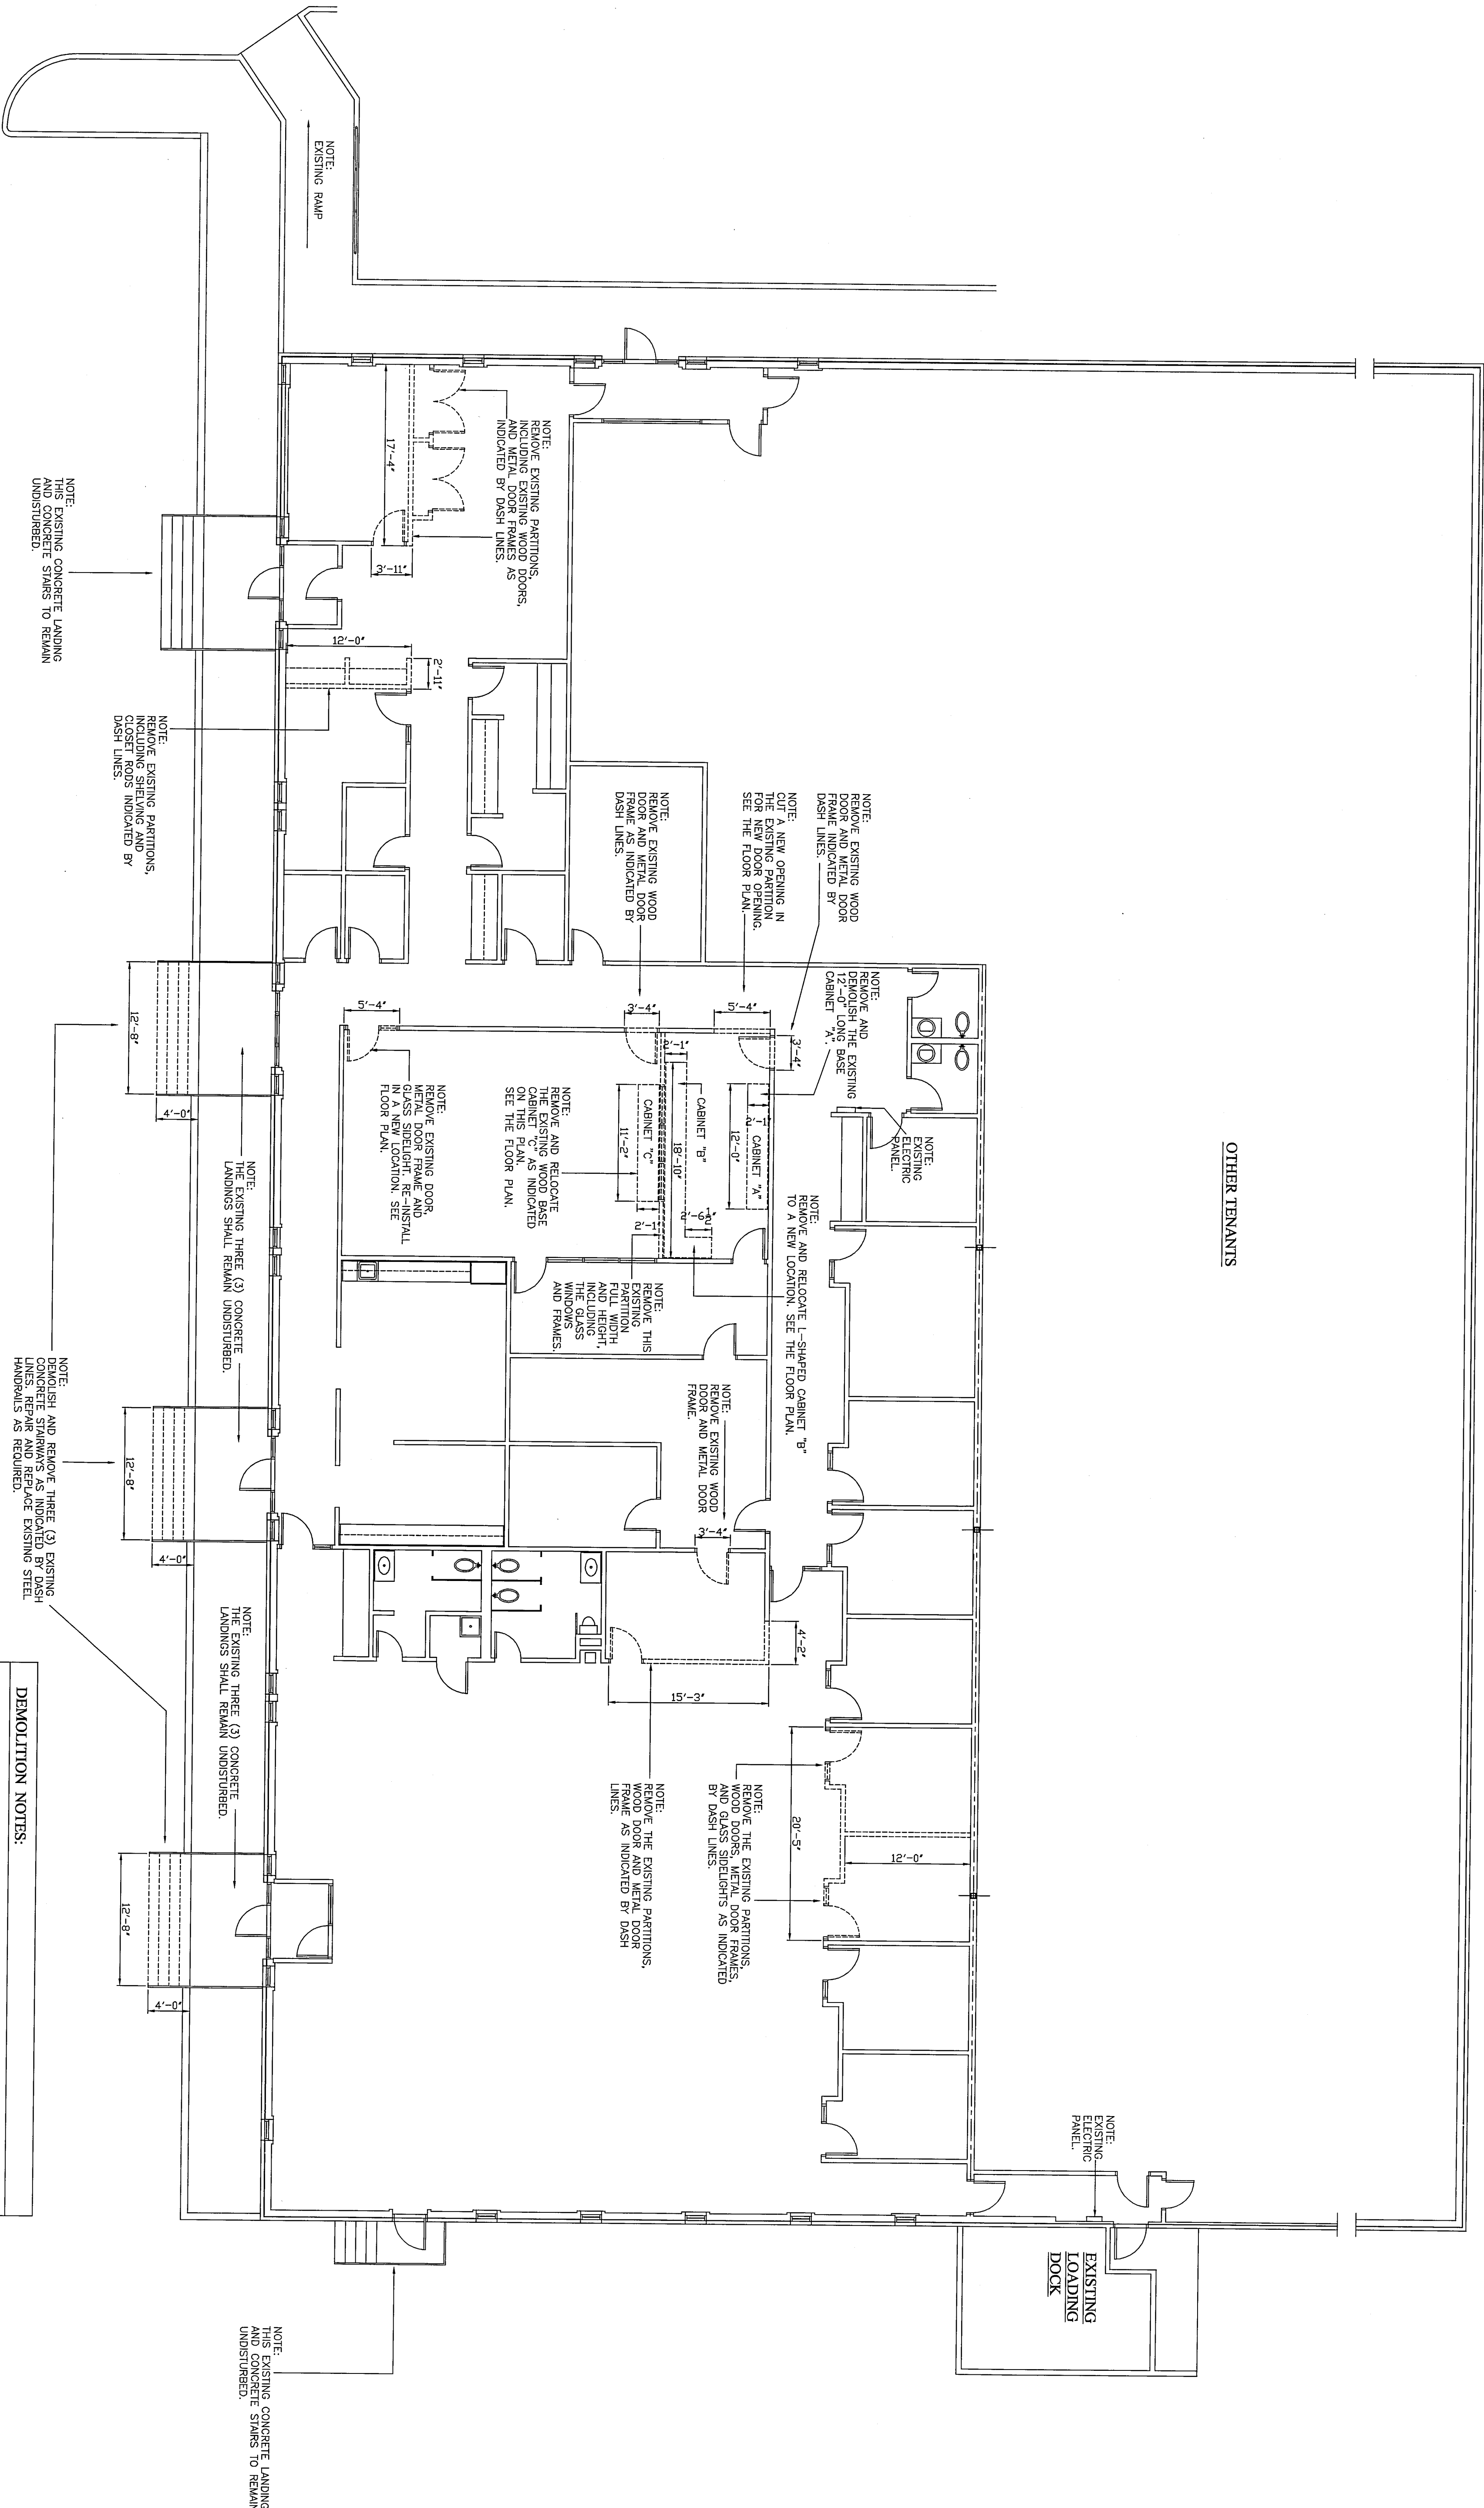 OTHER TENANTS
EXISTING
LOADING
DOCK
NOTE:
EXISTING
ELECTRIC
PANEL.
NOTE:
EXISTING RAMP
NOTE:
REMOVE EXISTING PARTITIONS,
INCLUDING EXISTING WOOD DOORS,
AND METAL DOOR FRAMES AS
INDICATED BY DASH LINES.
17'-4"
3'-11"
12'-0"
2'-11"
NOTE:
THIS EXISTING CONCRETE LANDING
AND CONCRETE STAIRS TO REMAIN
UNDISTURBED.
NOTE:
REMOVE EXISTING PARTITIONS,
INCLUDING SHELVING AND
CLOSET RODS INDICATED BY
DASH LINES.
NOTE:
REMOVE EXISTING WOOD
DOOR AND METAL DOOR
FRAME INDICATED BY
DASH LINES.
NOTE:
CUT A NEW OPENING IN
THE EXISTING PARTITION
FOR NEW DOOR OPENING.
SEE THE FLOOR PLAN.
NOTE:
REMOVE EXISTING WOOD
DOOR AND METAL DOOR
FRAME AS INDICATED BY
DASH LINES.
NOTE:
REMOVE AND
DEMOLISH THE EXISTING
12'-0" LONG BASE
CABINET "A".
NOTE:
EXISTING
ELECTRIC
PANEL.
5'-4"
3'-4"
3'-4"
5'-4"
2'-1"
2'-1"
CABINET "A"
12'-0"
CABINET "B"
18'-10"
CABINET "C"
11'-2"
2'-1"
2'-6½"
NOTE:
REMOVE AND RELOCATE L-SHAPED CABINET "B"
TO A NEW LOCATION. SEE THE FLOOR PLAN.
NOTE:
REMOVE AND RELOCATE
THE EXISTING WOOD BASE
CABINET "C" AS INDICATED
ON THIS PLAN.
SEE THE FLOOR PLAN.
NOTE:
REMOVE EXISTING DOOR,
METAL DOOR FRAME AND
GLASS SIDELIGHT. RE-INSTALL
IN A NEW LOCATION. SEE
FLOOR PLAN.
NOTE:
REMOVE THIS
EXISTING
PARTITION
FULL WIDTH
AND HEIGHT,
INCLUDING
THE GLASS
WINDOWS
AND FRAMES.
NOTE:
REMOVE EXISTING WOOD
DOOR AND METAL DOOR
FRAME.
3'-4"
4'-2"
15'-3"
20'-5"
12'-0"
NOTE:
REMOVE THE EXISTING PARTITIONS,
WOOD DOORS, METAL DOOR FRAMES,
AND GLASS SIDELIGHTS AS INDICATED
BY DASH LINES.
NOTE:
REMOVE THE EXISTING PARTITIONS,
WOOD DOOR AND METAL DOOR
FRAME AS INDICATED BY DASH
LINES.
12'-8"
4'-0"
NOTE:
THE EXISTING THREE (3) CONCRETE
LANDINGS SHALL REMAIN UNDISTURBED.
12'-8"
4'-0"
NOTE:
THE EXISTING THREE (3) CONCRETE
LANDINGS SHALL REMAIN UNDISTURBED.
12'-8"
4'-0"
NOTE:
DEMOLISH AND REMOVE THREE (3) EXISTING
CONCRETE STAIRWAYS AS INDICATED BY DASH
LINES. REPAIR AND REPLACE EXISTING STEEL
HANDRAILS AS REQUIRED.
NOTE:
THIS EXISTING CONCRETE LANDING
AND CONCRETE STAIRS TO REMAIN
UNDISTURBED.
DEMOLITION NOTES: